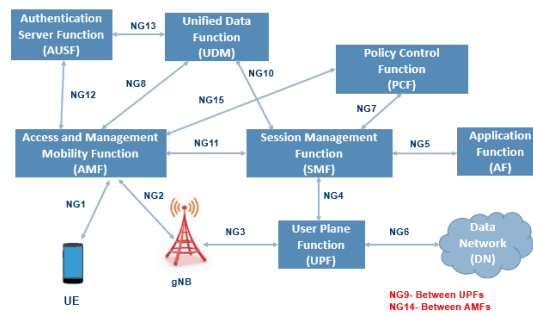 Authentication
Server Function
(AUSF)
NG13
Unified Data
Function
(UDM)
Policy Control
Function
(PCF)
NG12
NG8
NG10
NG15
NG7
Access and Management
Mobility Function
(AMF)
NG11
Session Management
Function
(SMF)
NG5
Application
Function
(AF)
NG1
NG2
NG4
NG3
User Plane
Function
(UPF)
NG6
Data
Network
(DN)
gNB
UE
NG9- Between UPFs
NG14- Between AMFs